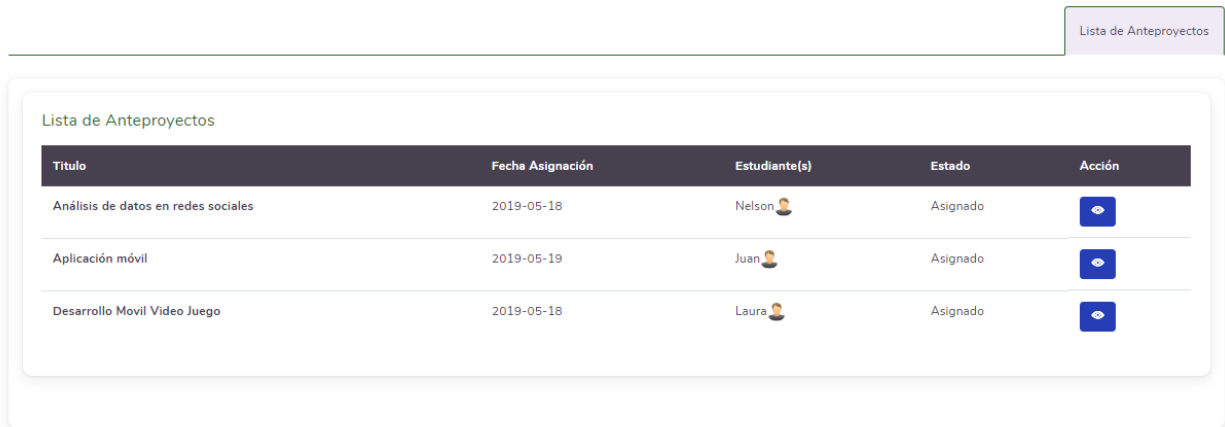 Lista de Anteproyectos
Lista de Anteproyectos
Titulo Fecha Asignación Estudiante(s) Estado Acción
Análisis de datos en redes sociales 2019-05-18 Nelson Asignado
Aplicación móvil 2019-05-19 Juan Asignado
Desarrollo Movil Video Juego 2019-05-18 Laura Asignado